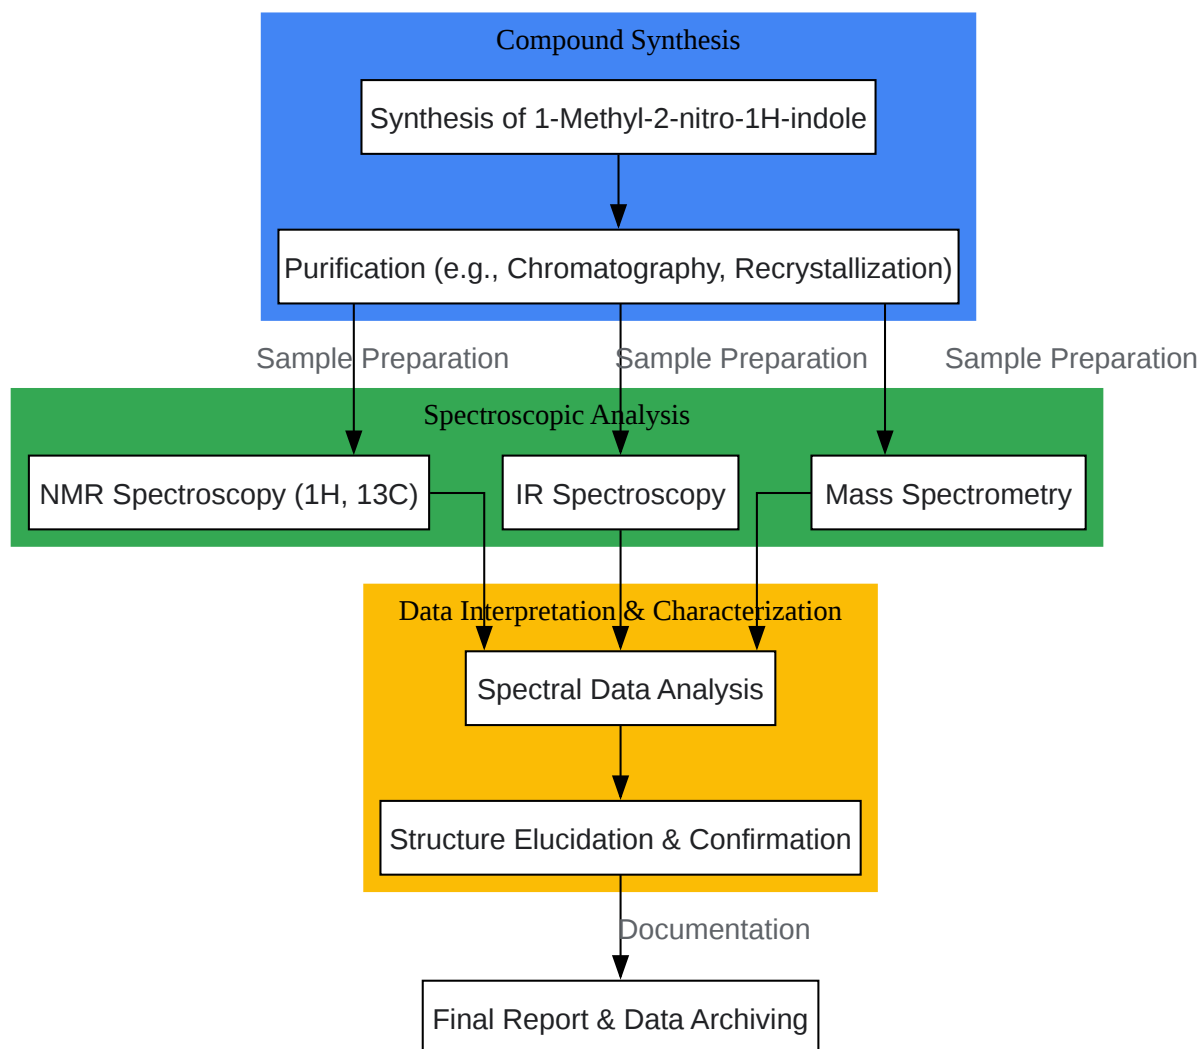 Compound Synthesis
Synthesis of 1-Methyl-2-nitro-1H-indole
Purification (e.g., Chromatography, Recrystallization)
Sample Preparation
Sample Preparation
Sample Preparation
Spectroscopic Analysis
NMR Spectroscopy (1H, 13C)
IR Spectroscopy
Mass Spectrometry
Data Interpretation & Characterization
Spectral Data Analysis
Structure Elucidation & Confirmation
Documentation
Final Report & Data Archiving